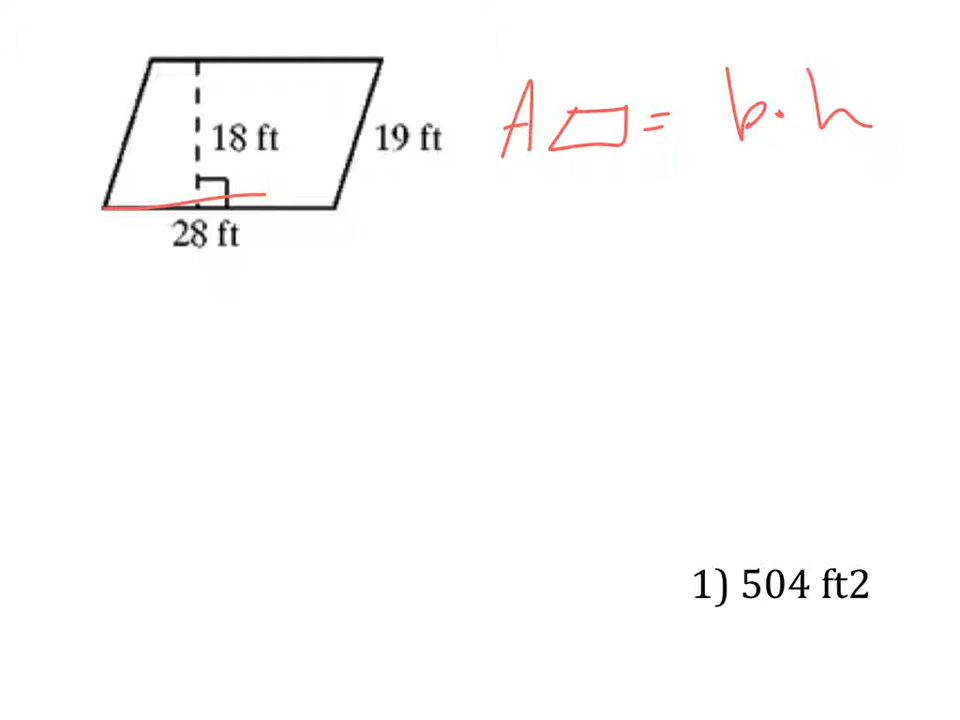 18 ft
19 ft
28 ft
A▱ = b · h
1) 504 ft2